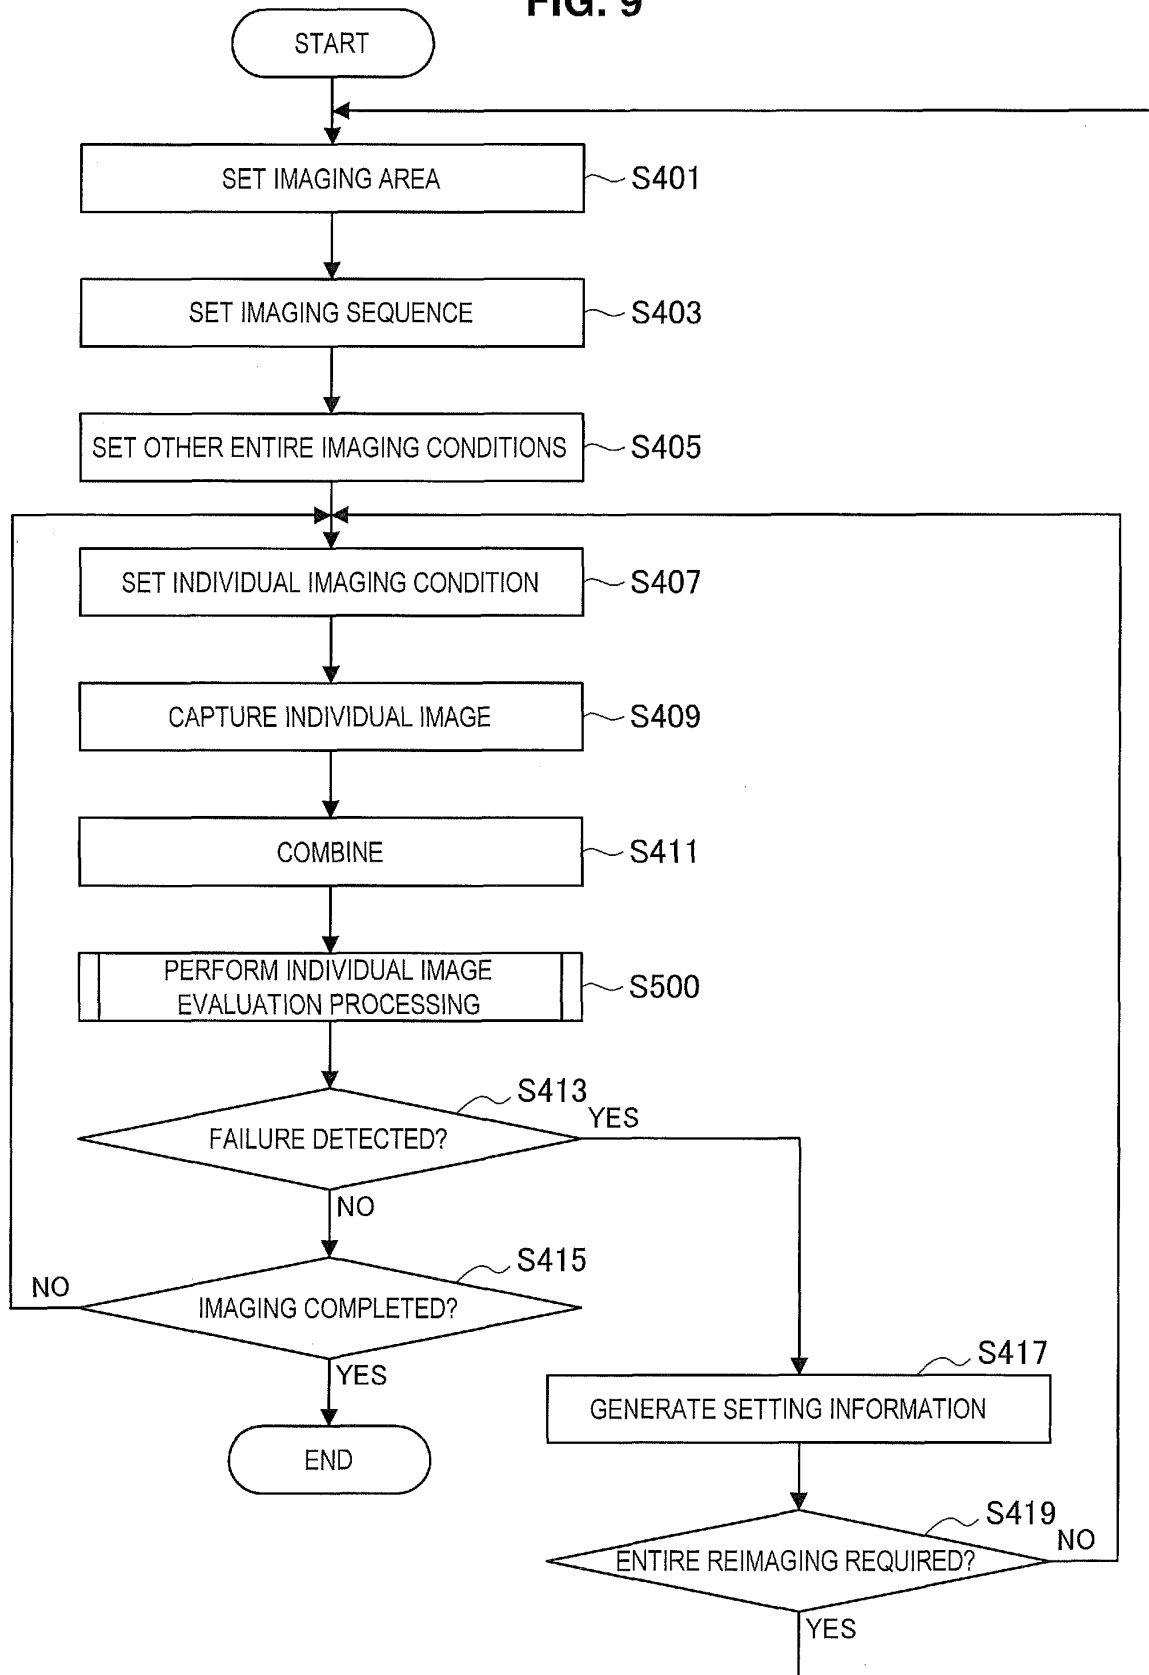 FIG. 9
START
SET IMAGING AREA
S401
SET IMAGING SEQUENCE
S403
SET OTHER ENTIRE IMAGING CONDITIONS
S405
SET INDIVIDUAL IMAGING CONDITION
S407
CAPTURE INDIVIDUAL IMAGE
S409
COMBINE
S411
PERFORM INDIVIDUAL IMAGE
EVALUATION PROCESSING
S500
S413
FAILURE DETECTED?
YES
NO
S415
IMAGING COMPLETED?
NO
YES
END
S417
GENERATE SETTING INFORMATION
S419
ENTIRE REIMAGING REQUIRED?
NO
YES